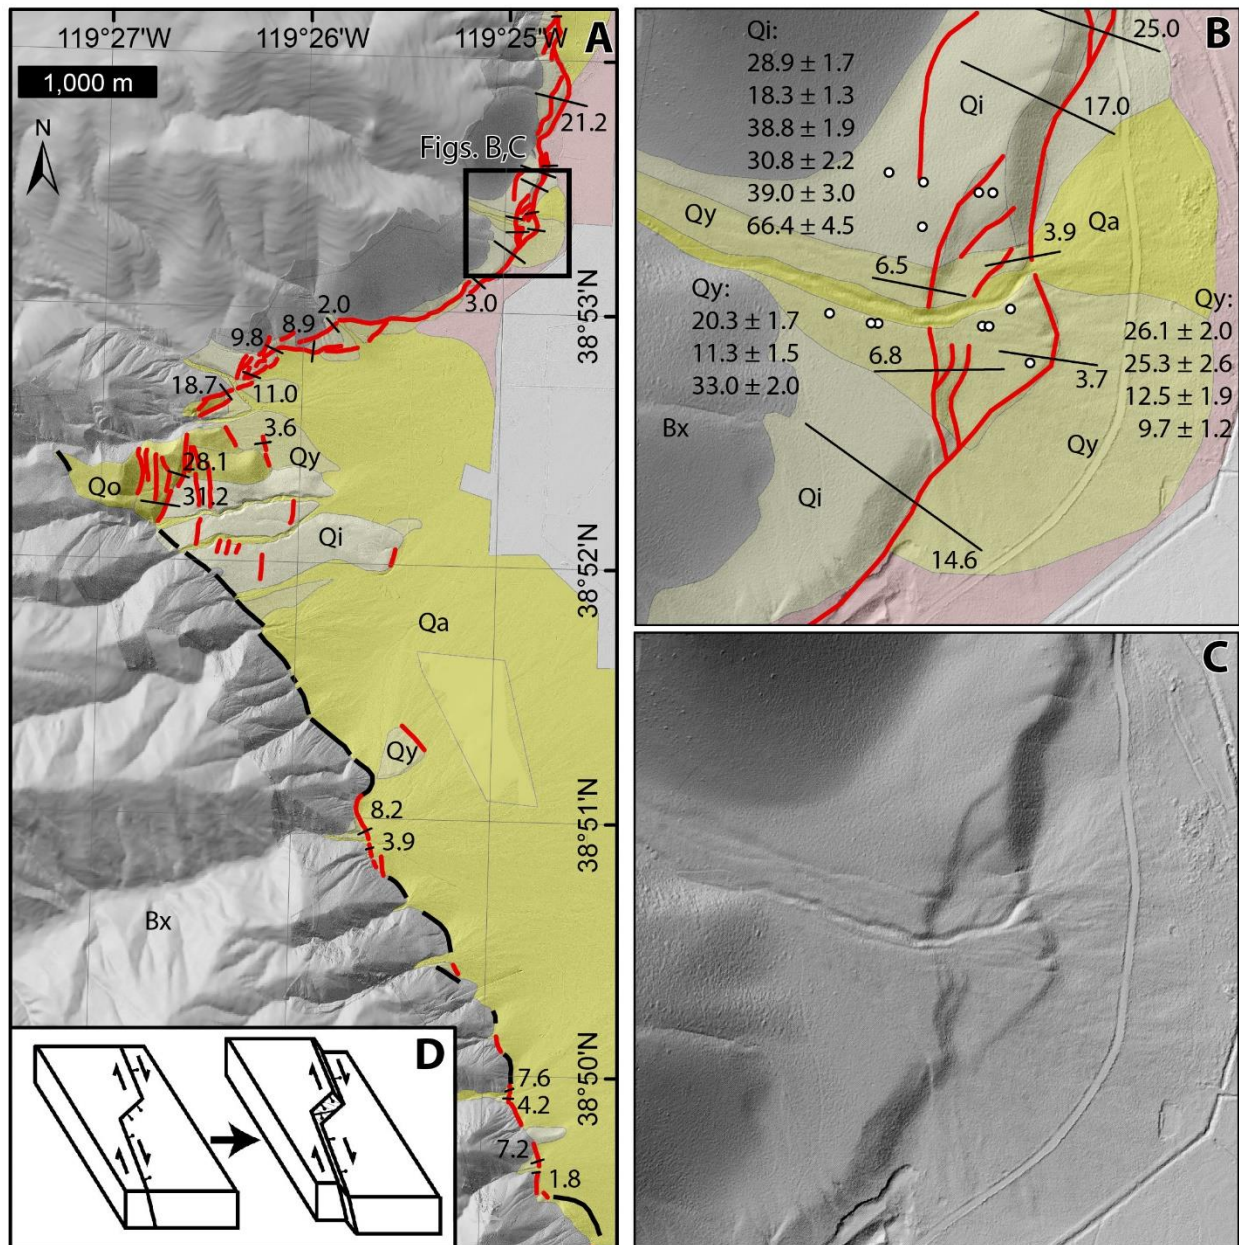 119°27'W
119°26'W
119°25'W
A
1,000 m
N
21.2
Figs. B,C
3.0
38°53'N
2.0
8.9
9.8
18.7
11.0
3.6
Qy
28.1
Qo
31.2
Qi
38°52'N
Qa
Qy
38°51'N
8.2
3.9
Bx
38°50'N
7.6
4.2
7.2
1.8
D
B
Qi:
28.9 ± 1.7
18.3 ± 1.3
38.8 ± 1.9
30.8 ± 2.2
39.0 ± 3.0
66.4 ± 4.5
25.0
Qi
17.0
Qy
Qa
3.9
6.5
Qy:
20.3 ± 1.7
11.3 ± 1.5
33.0 ± 2.0
Qy:
26.1 ± 2.0
25.3 ± 2.6
12.5 ± 1.9
9.7 ± 1.2
6.8
3.7
Bx
Qy
Qi
14.6
C